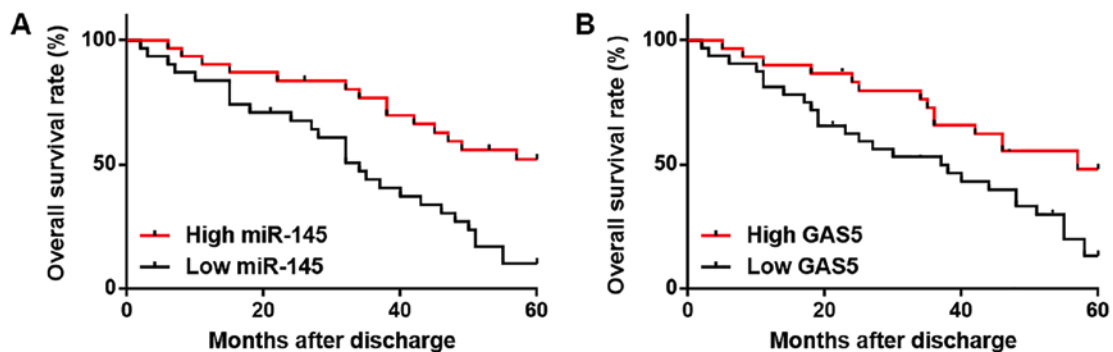 A
Overall survival rate (%)
100
50
0
High miR-145
Low miR-145
0 20 40 60
Months after discharge
B
Overall survival rate (%)
100
50
0
High GAS5
Low GAS5
0 20 40 60
Months after discharge